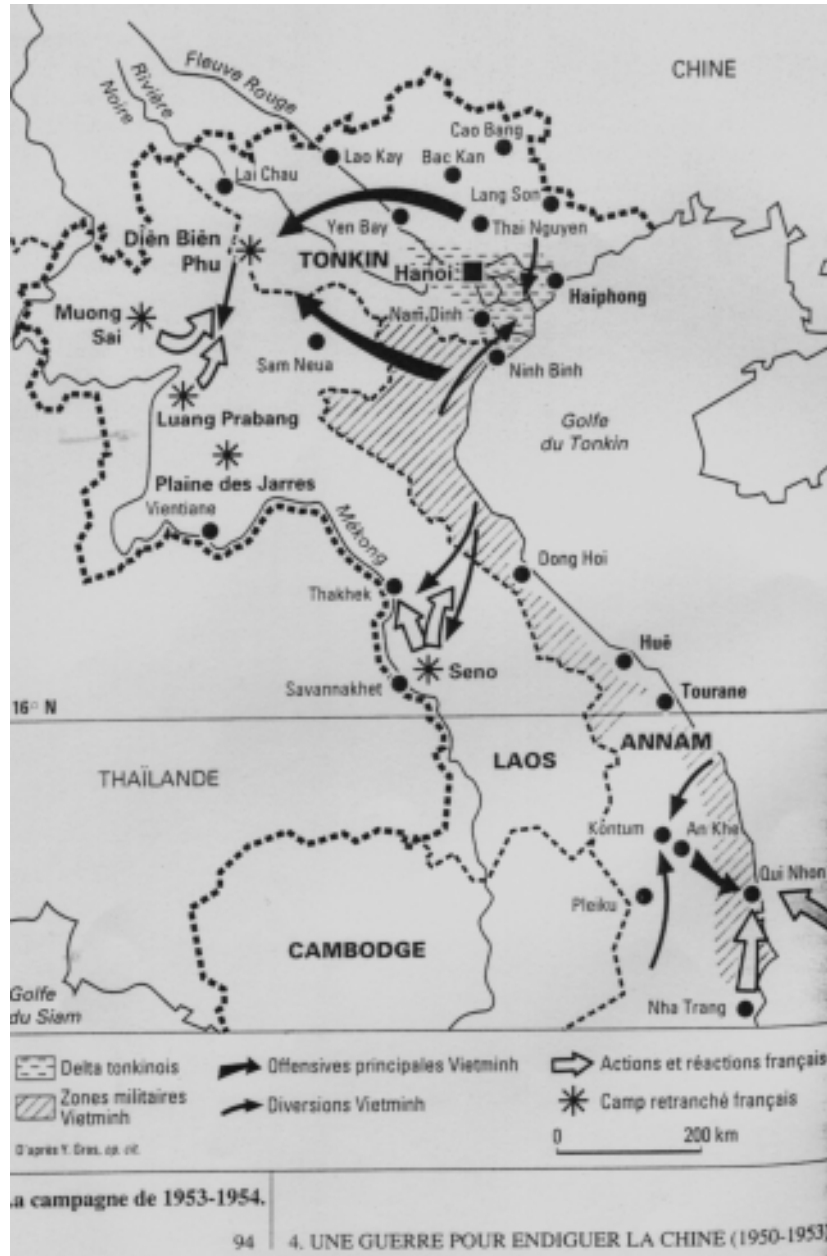 CHINE
Fleuve Rouge
Rivière
Noire
Cao Bang
Lao Kay
Bac Kan
Lai Chau
Lang Son
Yen Bay
Thai Nguyen
Diên Biên
Phu
TONKIN
Hanoi
Haiphong
Muong
Sai
Nam Dinh
Sam Neua
Ninh Binh
Luang Prabang
Golfe
du Tonkin
Plaine des Jarres
Vientiane
Mékong
Dong Hoï
Thakhek
Huê
Seno
Savannakhet
Tourane
16° N
LAOS
ANNAM
THAÏLANDE
Kontum
An Khe
Qui Nhon
Pleiku
CAMBODGE
Golfe
du Siam
Nha Trang
Delta tonkinois
Offensives principales Vietminh
Actions et réactions français
Zones militaires
Vietminh
Diversions Vietminh
Camp retranché français
D'après Y. Gras, op. cit.
0
200 km
La campagne de 1953-1954.
94
4. UNE GUERRE POUR ENDIGUER LA CHINE (1950-1953)